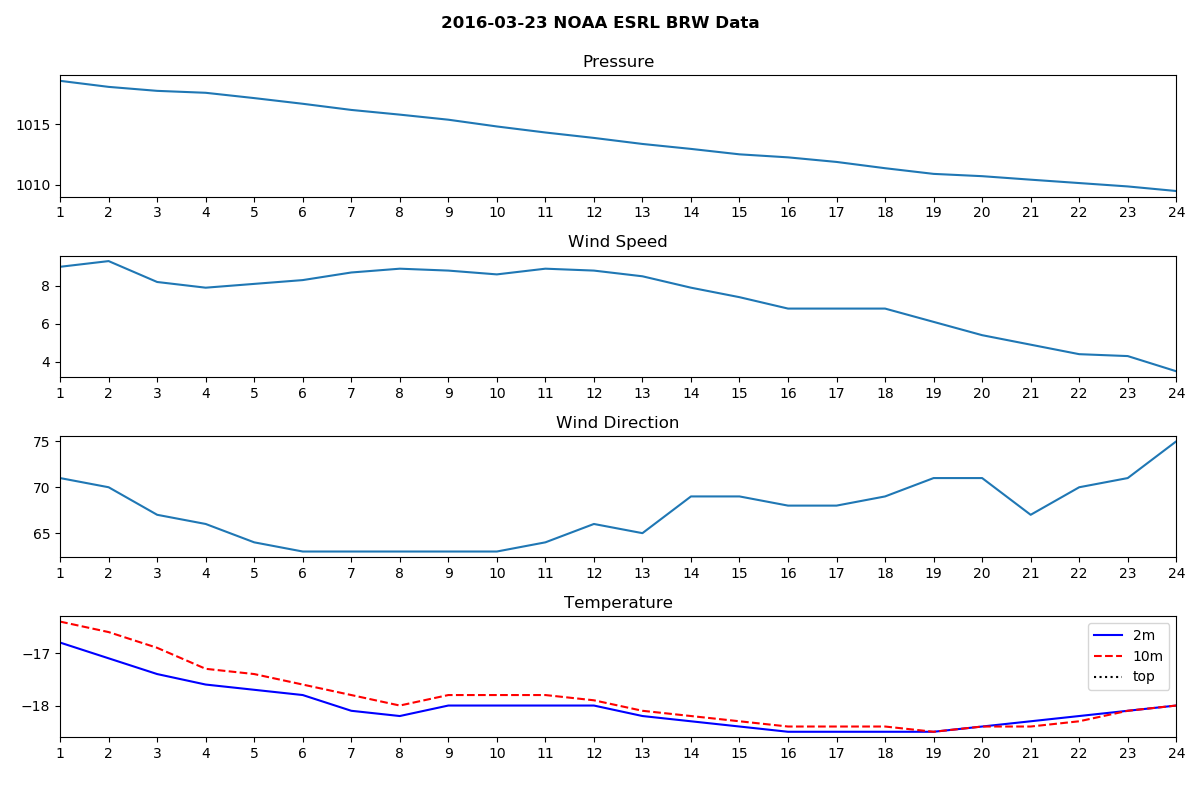 2016-03-23 NOAA ESRL BRW Data
Pressure
1015
1010
1 2 3 4 5 6 7 8 9 10 11 12 13 14 15 16 17 18 19 20 21 22 23 24
Wind Speed
8
6
4
1 2 3 4 5 6 7 8 9 10 11 12 13 14 15 16 17 18 19 20 21 22 23 24
Wind Direction
75
70
65
1 2 3 4 5 6 7 8 9 10 11 12 13 14 15 16 17 18 19 20 21 22 23 24
Temperature
−17
−18
2m
10m
top
1 2 3 4 5 6 7 8 9 10 11 12 13 14 15 16 17 18 19 20 21 22 23 24